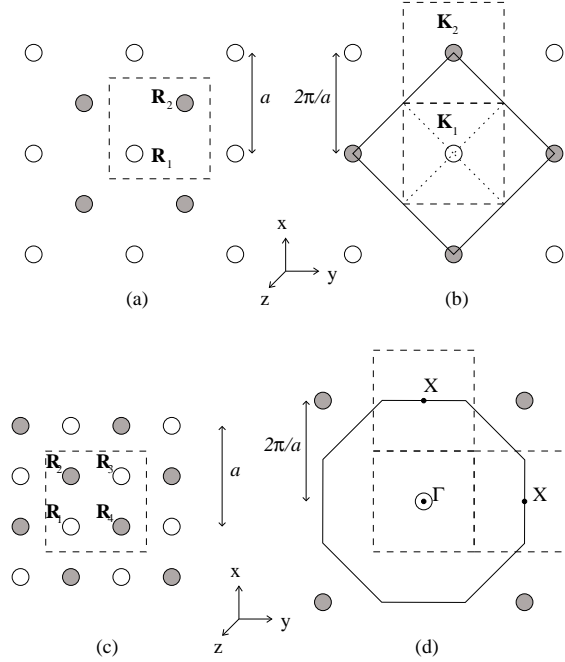 R₂
a
R₁
x
y
z
(a)
K₂
2π/a
K₁
(b)
R₂ R₃
R₁ R₄
a
x
y
z
(c)
X
2π/a
Γ
X
(d)